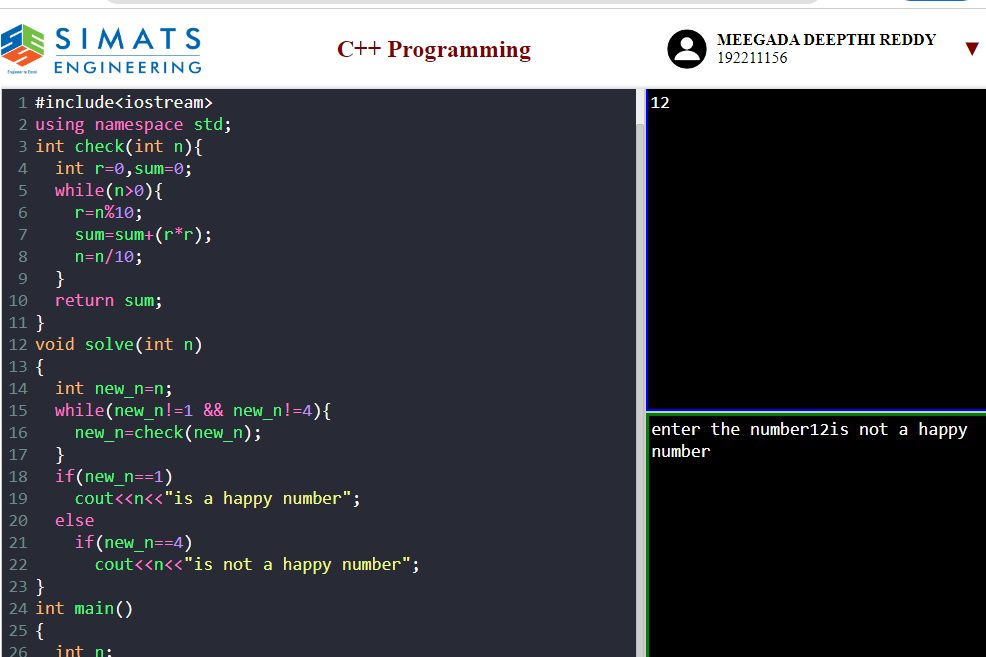 SIMATS
ENGINEERING
Engineer to Excel
C++ Programming
MEEGADA DEEPTHI REDDY
192211156
▼
1 #include<iostream>
2 using namespace std;
3 int check(int n){
4   int r=0,sum=0;
5   while(n>0){
6     r=n%10;
7     sum=sum+(r*r);
8     n=n/10;
9   }
10   return sum;
11 }
12 void solve(int n)
13 {
14   int new_n=n;
15   while(new_n!=1 && new_n!=4){
16     new_n=check(new_n);
17   }
18   if(new_n==1)
19     cout<<n<<"is a happy number";
20   else
21     if(new_n==4)
22       cout<<n<<"is not a happy number";
23 }
24 int main()
25 {
26   int n;
12
enter the number12is not a happy
number